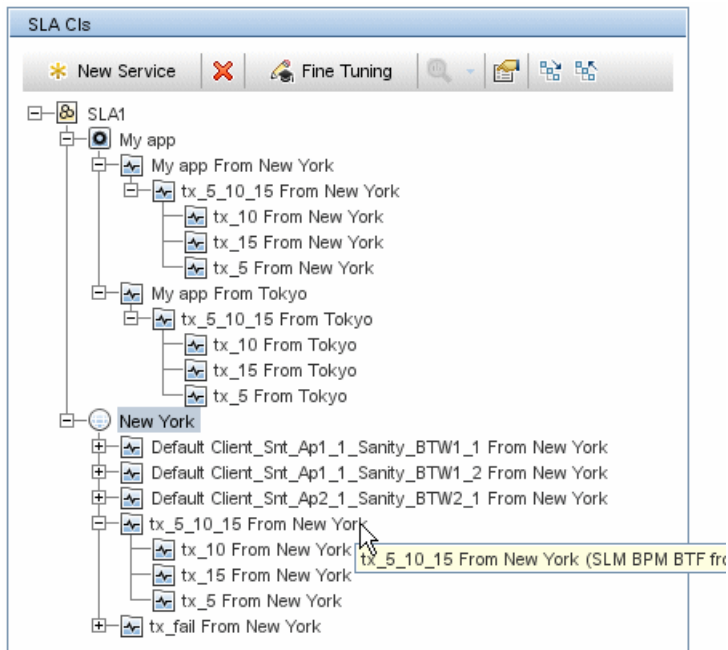 SLA CIs
New Service Fine Tuning
SLA1
My app
My app From New York
tx_5_10_15 From New York
tx_10 From New York
tx_15 From New York
tx_5 From New York
My app From Tokyo
tx_5_10_15 From Tokyo
tx_10 From Tokyo
tx_15 From Tokyo
tx_5 From Tokyo
New York
Default Client_Snt_Ap1_1_Sanity_BTW1_1 From New York
Default Client_Snt_Ap1_1_Sanity_BTW1_2 From New York
Default Client_Snt_Ap2_1_Sanity_BTW2_1 From New York
tx_5_10_15 From New York
tx_10 From New York
tx_5_10_15 From New York (SLM BPM BTF fro
tx_15 From New York
tx_5 From New York
tx_fail From New York